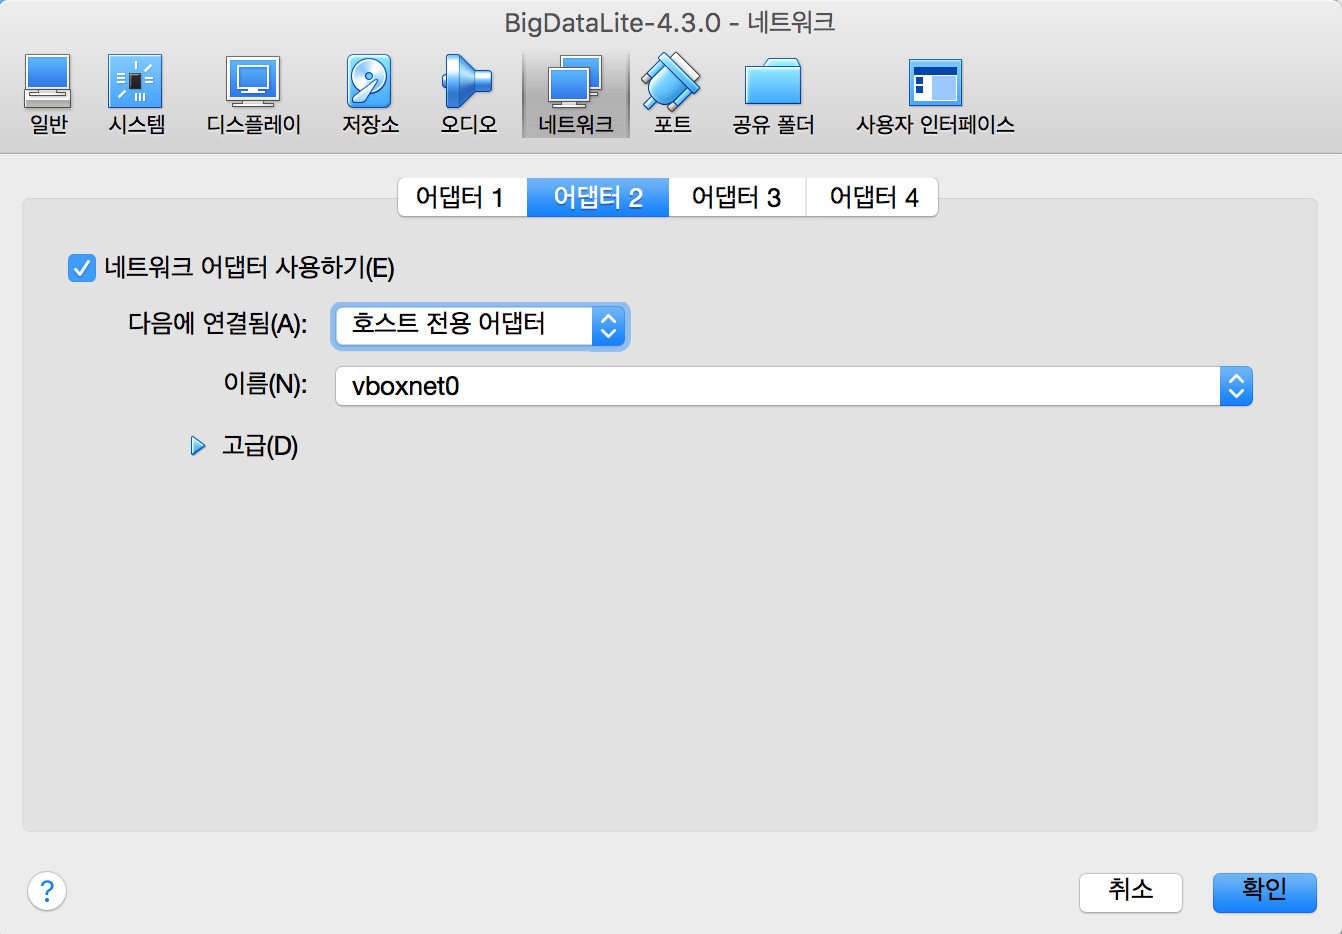 BigDataLite-4.3.0 - 네트워크
일반 시스템 디스플레이 저장소 오디오 네트워크 포트 공유 폴더 사용자 인터페이스
어댑터 1 어댑터 2 어댑터 3 어댑터 4
네트워크 어댑터 사용하기(E)
다음에 연결됨(A): 호스트 전용 어댑터
이름(N): vboxnet0
고급(D)
? 취소 확인